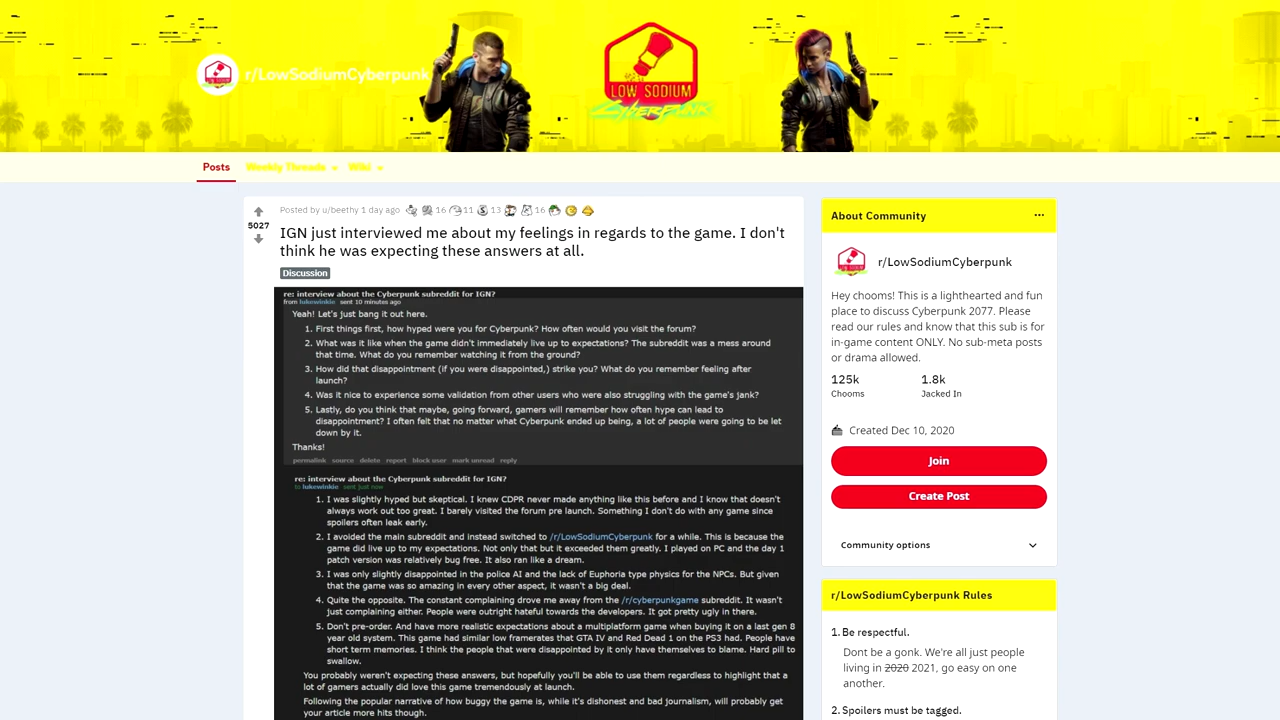 r/LowSodiumCyberpunk
LOW SODIUM
Cyberpunk
Posts
Weekly Threads
Wiki
5027
Posted by u/beethy 1 day ago 16 11 13 16
IGN just interviewed me about my feelings in regards to the game. I don't
think he was expecting these answers at all.
Discussion
re: interview about the Cyberpunk subreddit for IGN?
from lukewinkie sent 10 minutes ago
Yeah! Let's just bang it out here.
1. First things first, how hyped were you for Cyberpunk? How often would you visit the forum?
2. What was it like when the game didn't immediately live up to expectations? The subreddit was a mess around
that time. What do you remember watching it from the ground?
3. How did that disappointment (if you were disappointed,) strike you? What do you remember feeling after
launch?
4. Was it nice to experience some validation from other users who were also struggling with the game's jank?
5. Lastly, do you think that maybe, going forward, gamers will remember how often hype can lead to
disappointment? I often felt that no matter what Cyberpunk ended up being, a lot of people were going to be let
down by it.
Thanks!
permalink source delete report block user mark unread reply
re: interview about the Cyberpunk subreddit for IGN?
to lukewinkie sent just now
1. I was slightly hyped but skeptical. I knew CDPR never made anything like this before and I know that doesn't
always work out too great. I barely visited the forum pre launch. Something I don't do with any game since
spoilers often leak early.
2. I avoided the main subreddit and instead switched to /r/LowSodiumCyberpunk for a while. This is because the
game did live up to my expectations. Not only that but it exceeded them greatly. I played on PC and the day 1
patch version was relatively bug free. It also ran like a dream.
3. I was only slightly disappointed in the police AI and the lack of Euphoria type physics for the NPCs. But given
that the game was so amazing in every other aspect, it wasn't a big deal.
4. Quite the opposite. The constant complaining drove me away from the /r/cyberpunkgame subreddit. It wasn't
just complaining either. People were outright hateful towards the developers. It got pretty ugly in there.
5. Don't pre-order. And have more realistic expectations about a multiplatform game when buying it on a last gen 8
year old system. This game had similar low framerates that GTA IV and Red Dead 1 on the PS3 had. People have
short term memories. I think the people that were disappointed by it only have themselves to blame. Hard pill to
swallow.
You probably weren't expecting these answers, but hopefully you'll be able to use them regardless to highlight that a
lot of gamers actually did love this game tremendously at launch.
Following the popular narrative of how buggy the game is, while it's dishonest and bad journalism, will probably get
your article more hits though.
About Community
r/LowSodiumCyberpunk
Hey chooms! This is a lighthearted and fun
place to discuss Cyberpunk 2077. Please
read our rules and know that this sub is for
in-game content ONLY. No sub-meta posts
or drama allowed.
125k 1.8k
Chooms Jacked In
Created Dec 10, 2020
Join
Create Post
Community options
r/LowSodiumCyberpunk Rules
1. Be respectful.
Dont be a gonk. We're all just people
living in 2020 2021, go easy on one
another.
2. Spoilers must be tagged.